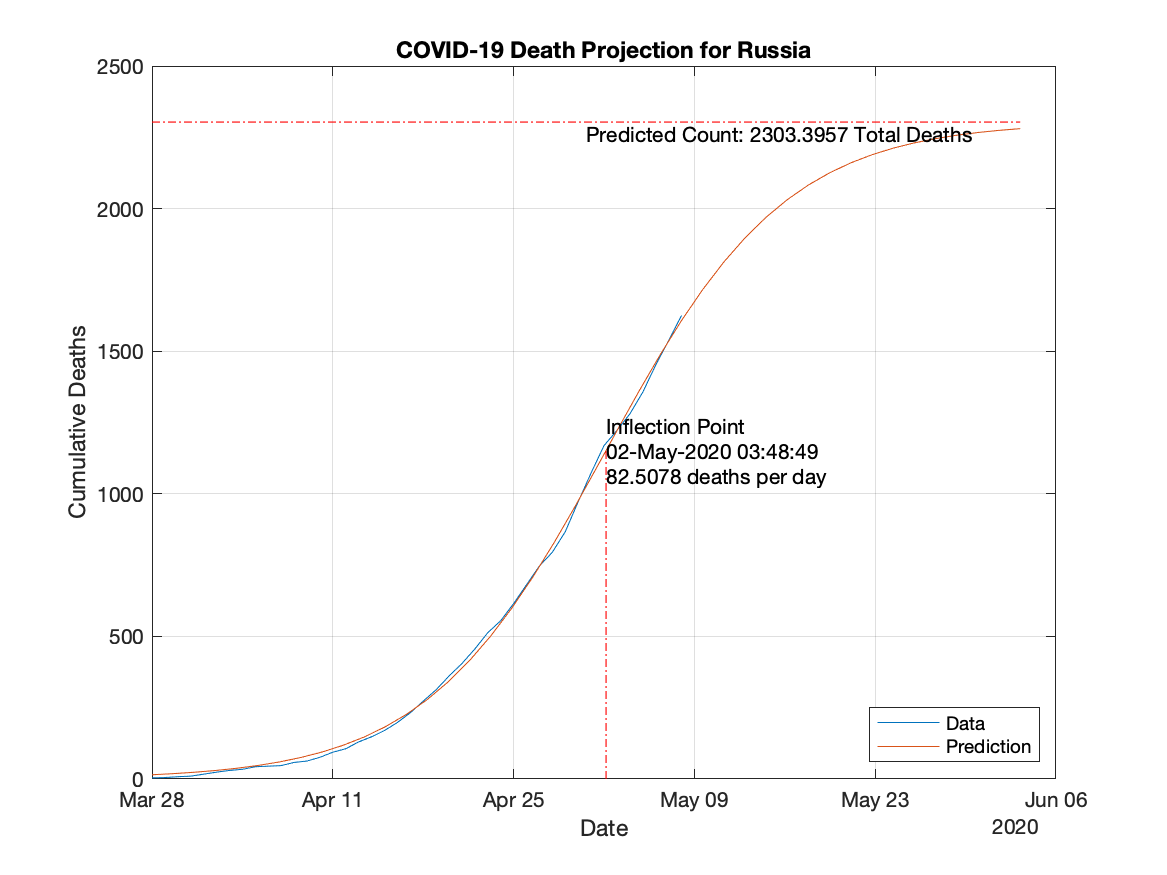 COVID-19 Death Projection for Russia
2500
Predicted Count: 2303.3957 Total Deaths
2000
1500
Inflection Point
02-May-2020 03:48:49
82.5078 deaths per day
1000
500
0
Cumulative Deaths
Data
Prediction
Mar 28
Apr 11
Apr 25
May 09
May 23
Jun 06
Date
2020